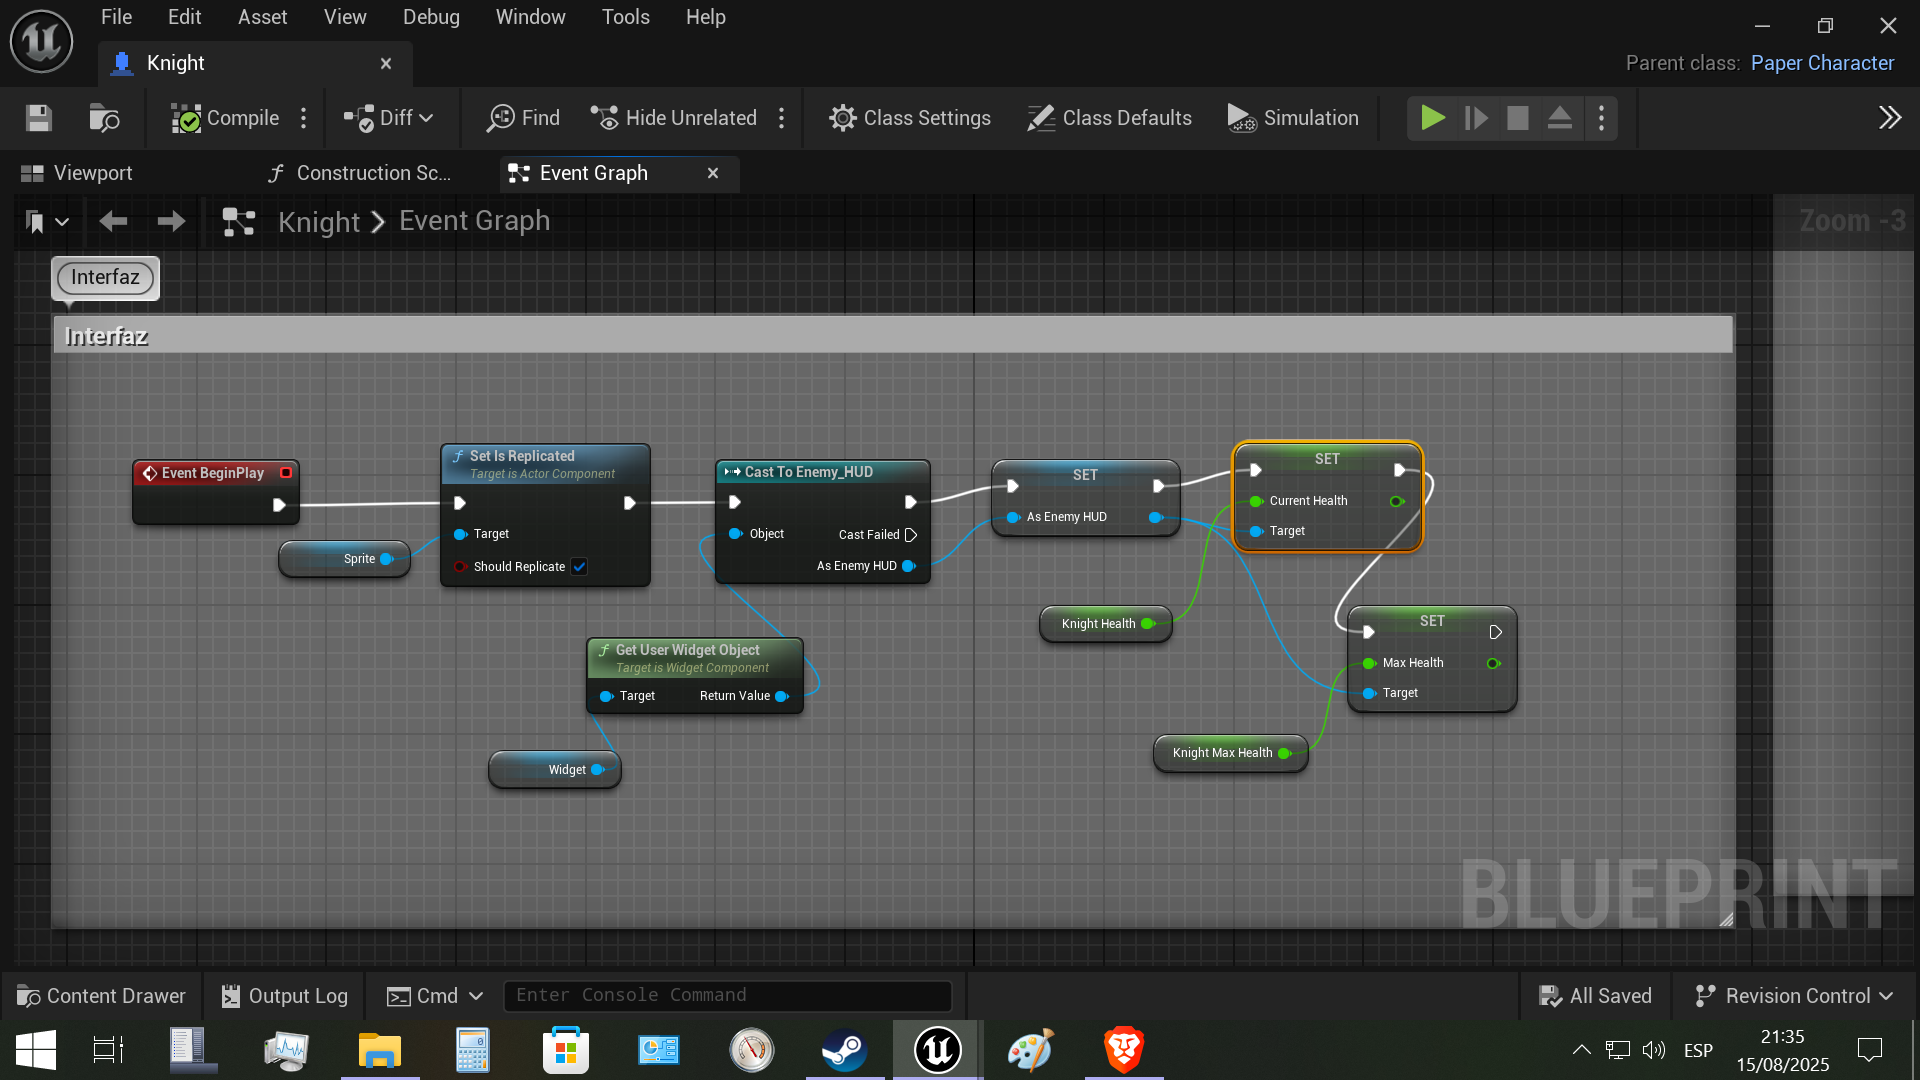 File Edit Asset View Debug Window Tools Help
Knight
Parent class: Paper Character
Compile Diff Find Hide Unrelated Class Settings Class Defaults Simulation
Viewport Construction Sc... Event Graph
Knight Event Graph
Zoom -3
Interfaz
Interfaz
Event BeginPlay
Sprite
Set Is Replicated
Target is Actor Component
Target
Should Replicate
Cast To Enemy_HUD
Object
Cast Failed
As Enemy HUD
Get User Widget Object
Target is Widget Component
Target Return Value
Widget
SET
As Enemy HUD
SET
Current Health
Target
Knight Health
SET
Max Health
Target
Knight Max Health
BLUEPRINT
Content Drawer Output Log Cmd Enter Console Command All Saved Revision Control
ESP
21:35
15/08/2025